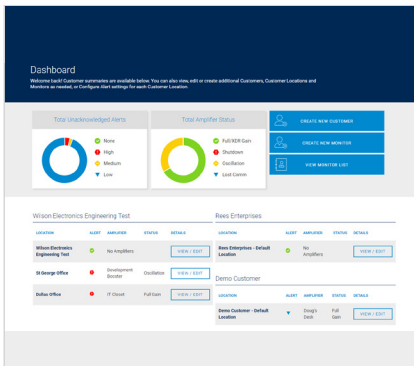 Dashboard
Welcome back! Customer summaries are available below. You can also view, edit or create additional Customers, Customer Locations and
Monitors as needed, or Configure Alert settings for each Customer Location.
Total Unacknowledged Alerts
None
High
Medium
Low
Total Amplifier Status
Full/XDR Gain
Shutdown
Oscillation
Lost Comm
CREATE NEW CUSTOMER
CREATE NEW MONITOR
VIEW MONITOR LIST
Wilson Electronics Engineering Test
LOCATION ALERT AMPLIFIER STATUS DETAILS
Wilson Electronics
Engineering Test
No Amplifiers
VIEW / EDIT
St George Office
Development
Booster
Oscillation
VIEW / EDIT
Dallas Office
IT Closet
Full Gain
VIEW / EDIT
Rees Enterprises
LOCATION ALERT AMPLIFIER STATUS DETAILS
Rees Enterprises - Default
Location
No
Amplifiers
VIEW / EDIT
Demo Customer
LOCATION ALERT AMPLIFIER STATUS DETAILS
Demo Customer - Default
Location
Doug's
Desk
Full
Gain
VIEW / EDIT